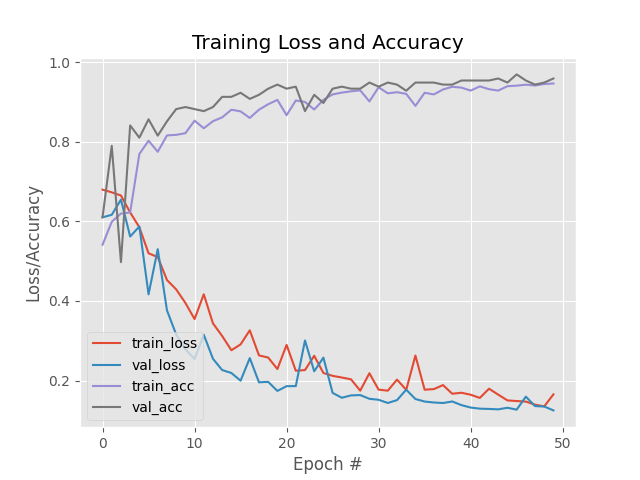 Training Loss and Accuracy
Loss/Accuracy
1.0
0.8
0.6
0.4
0.2
train_loss
val_loss
train_acc
val_acc
0 10 20 30 40 50
Epoch #